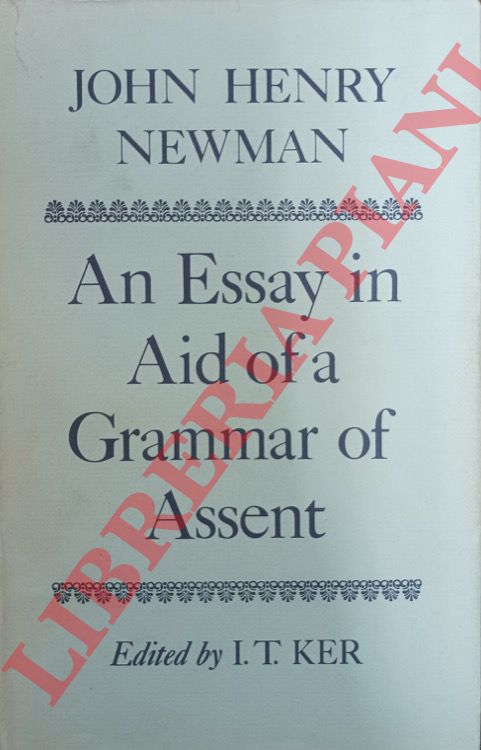 JOHN HENRY
NEWMAN
An Essay in
Aid of a
Grammar of
Assent
Edited by I. T. KER
LIBRERIA PIANI